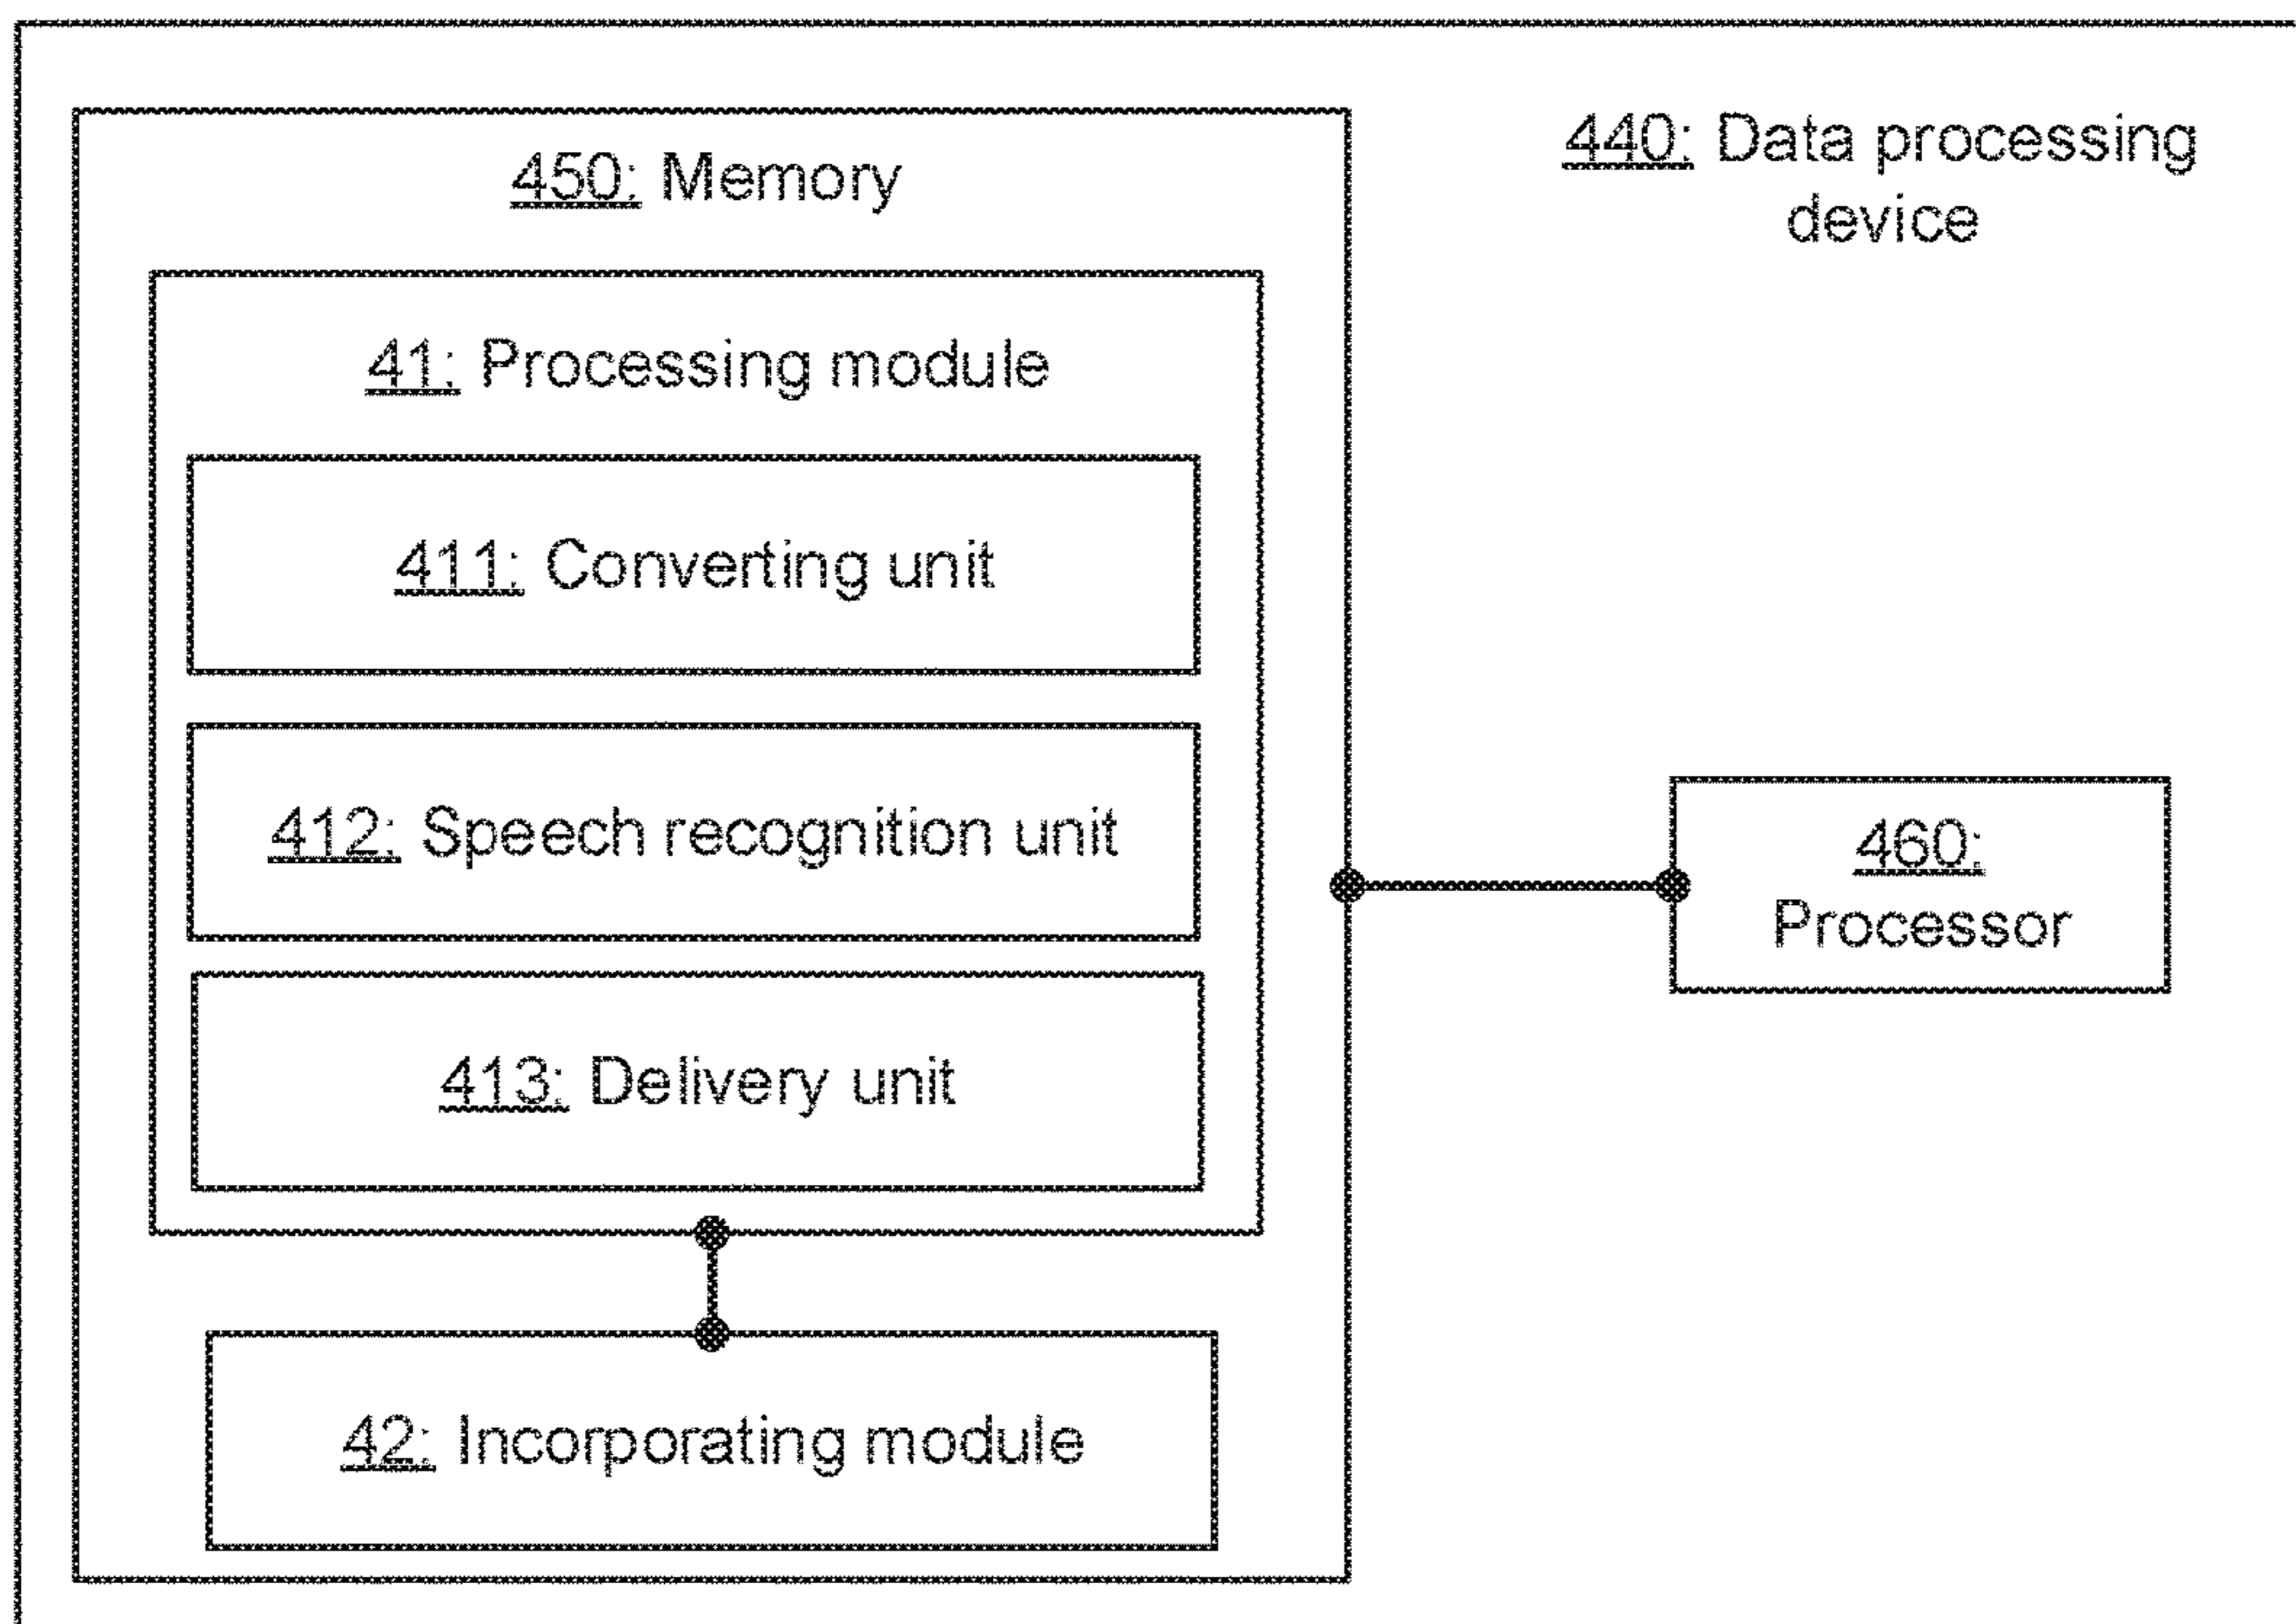 440: Data processing
device
450: Memory
41: Processing module
411: Converting unit
412: Speech recognition unit
413: Delivery unit
42: Incorporating module
460:
Processor